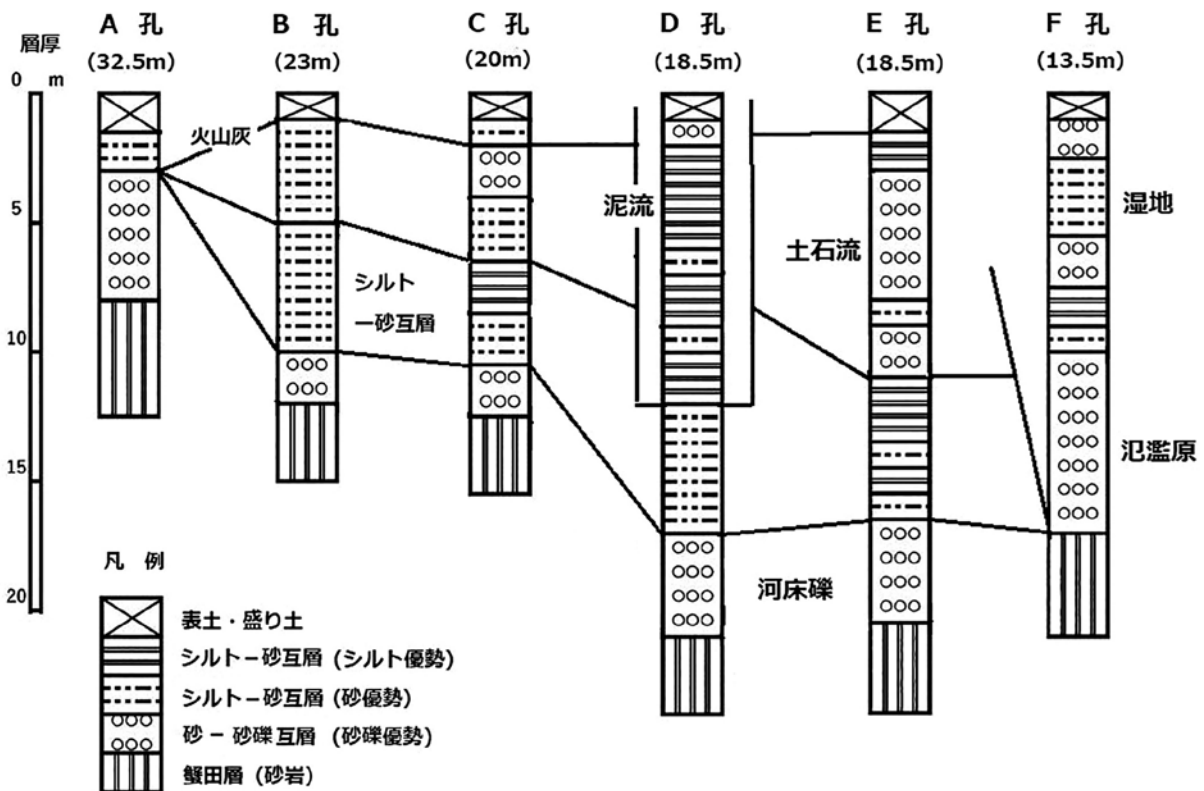 A 孔
B 孔
C 孔
D 孔
E 孔
F 孔
層厚
(32.5m)
(23m)
(20m)
(18.5m)
(18.5m)
(13.5m)
0 m
火山灰
5
泥流
湿地
土石流
シルト
ー砂互層
10
氾濫原
15
凡 例
河床礫
20
表土・盛り土
シルトー砂互層 (シルト優勢)
シルトー砂互層 (砂優勢)
砂 ー 砂礫互層 (砂礫優勢)
蟹田層 (砂岩)